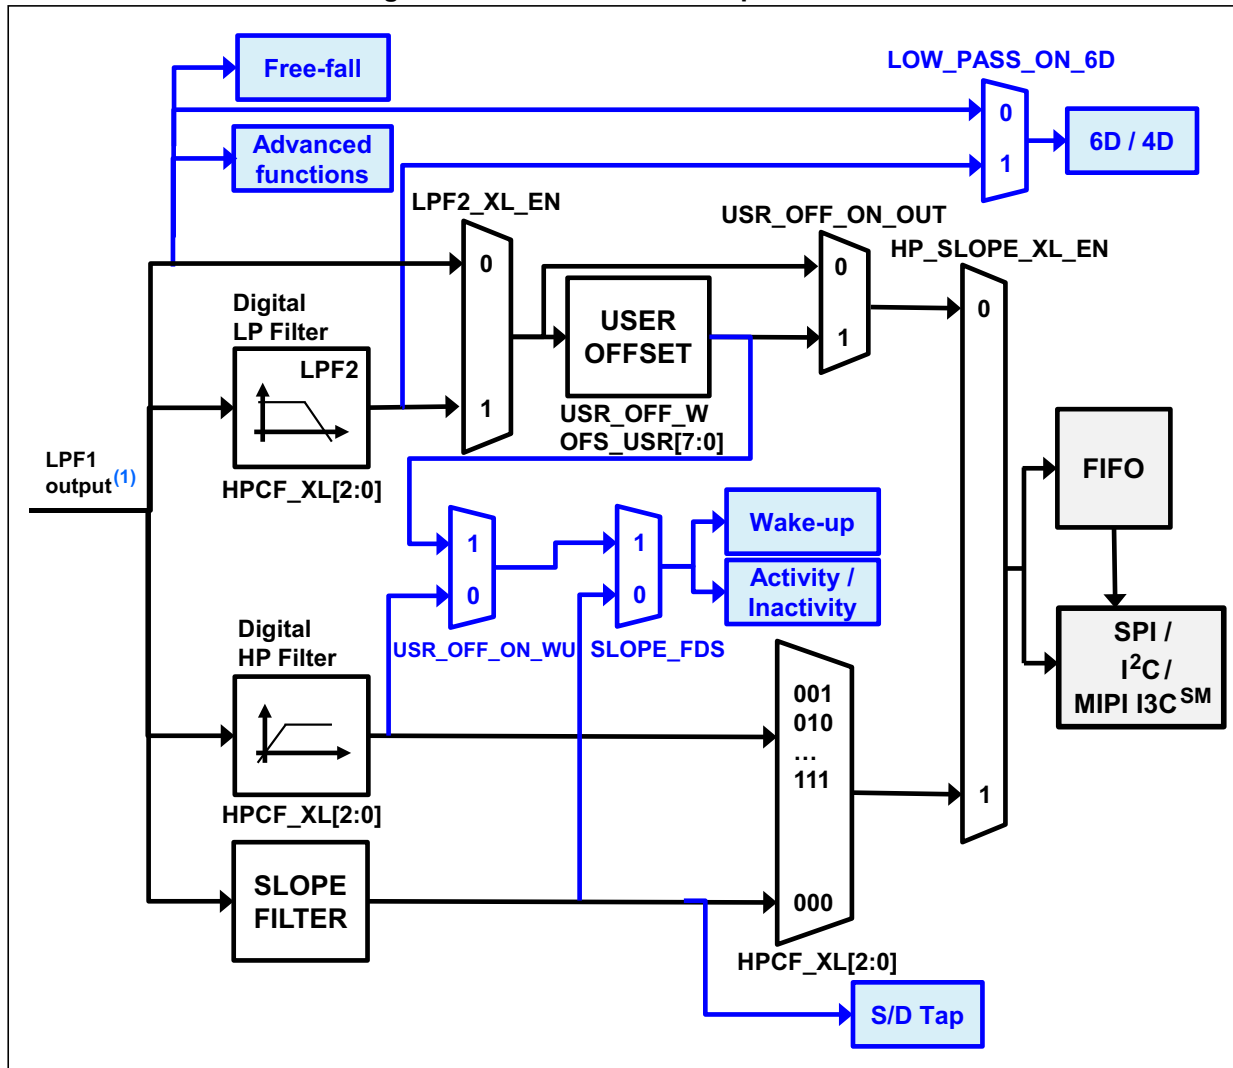 Free-fall
LOW_PASS_ON_6D
0
Advanced
functions
6D / 4D
1
LPF2_XL_EN
USR_OFF_ON_OUT
HP_SLOPE_XL_EN
0
0
Digital
LP Filter
USER
OFFSET
0
LPF2
1
1
USR_OFF_W
OFS_USR[7:0]
LPF1
output(1)
HPCF_XL[2:0]
FIFO
Wake-up
1
1
Activity /
Inactivity
0
0
Digital
HP Filter
USR_OFF_ON_WU
SLOPE_FDS
SPI /
I2C /
MIPI I3CSM
001
010
...
111
1
HPCF_XL[2:0]
SLOPE
FILTER
000
HPCF_XL[2:0]
S/D Tap